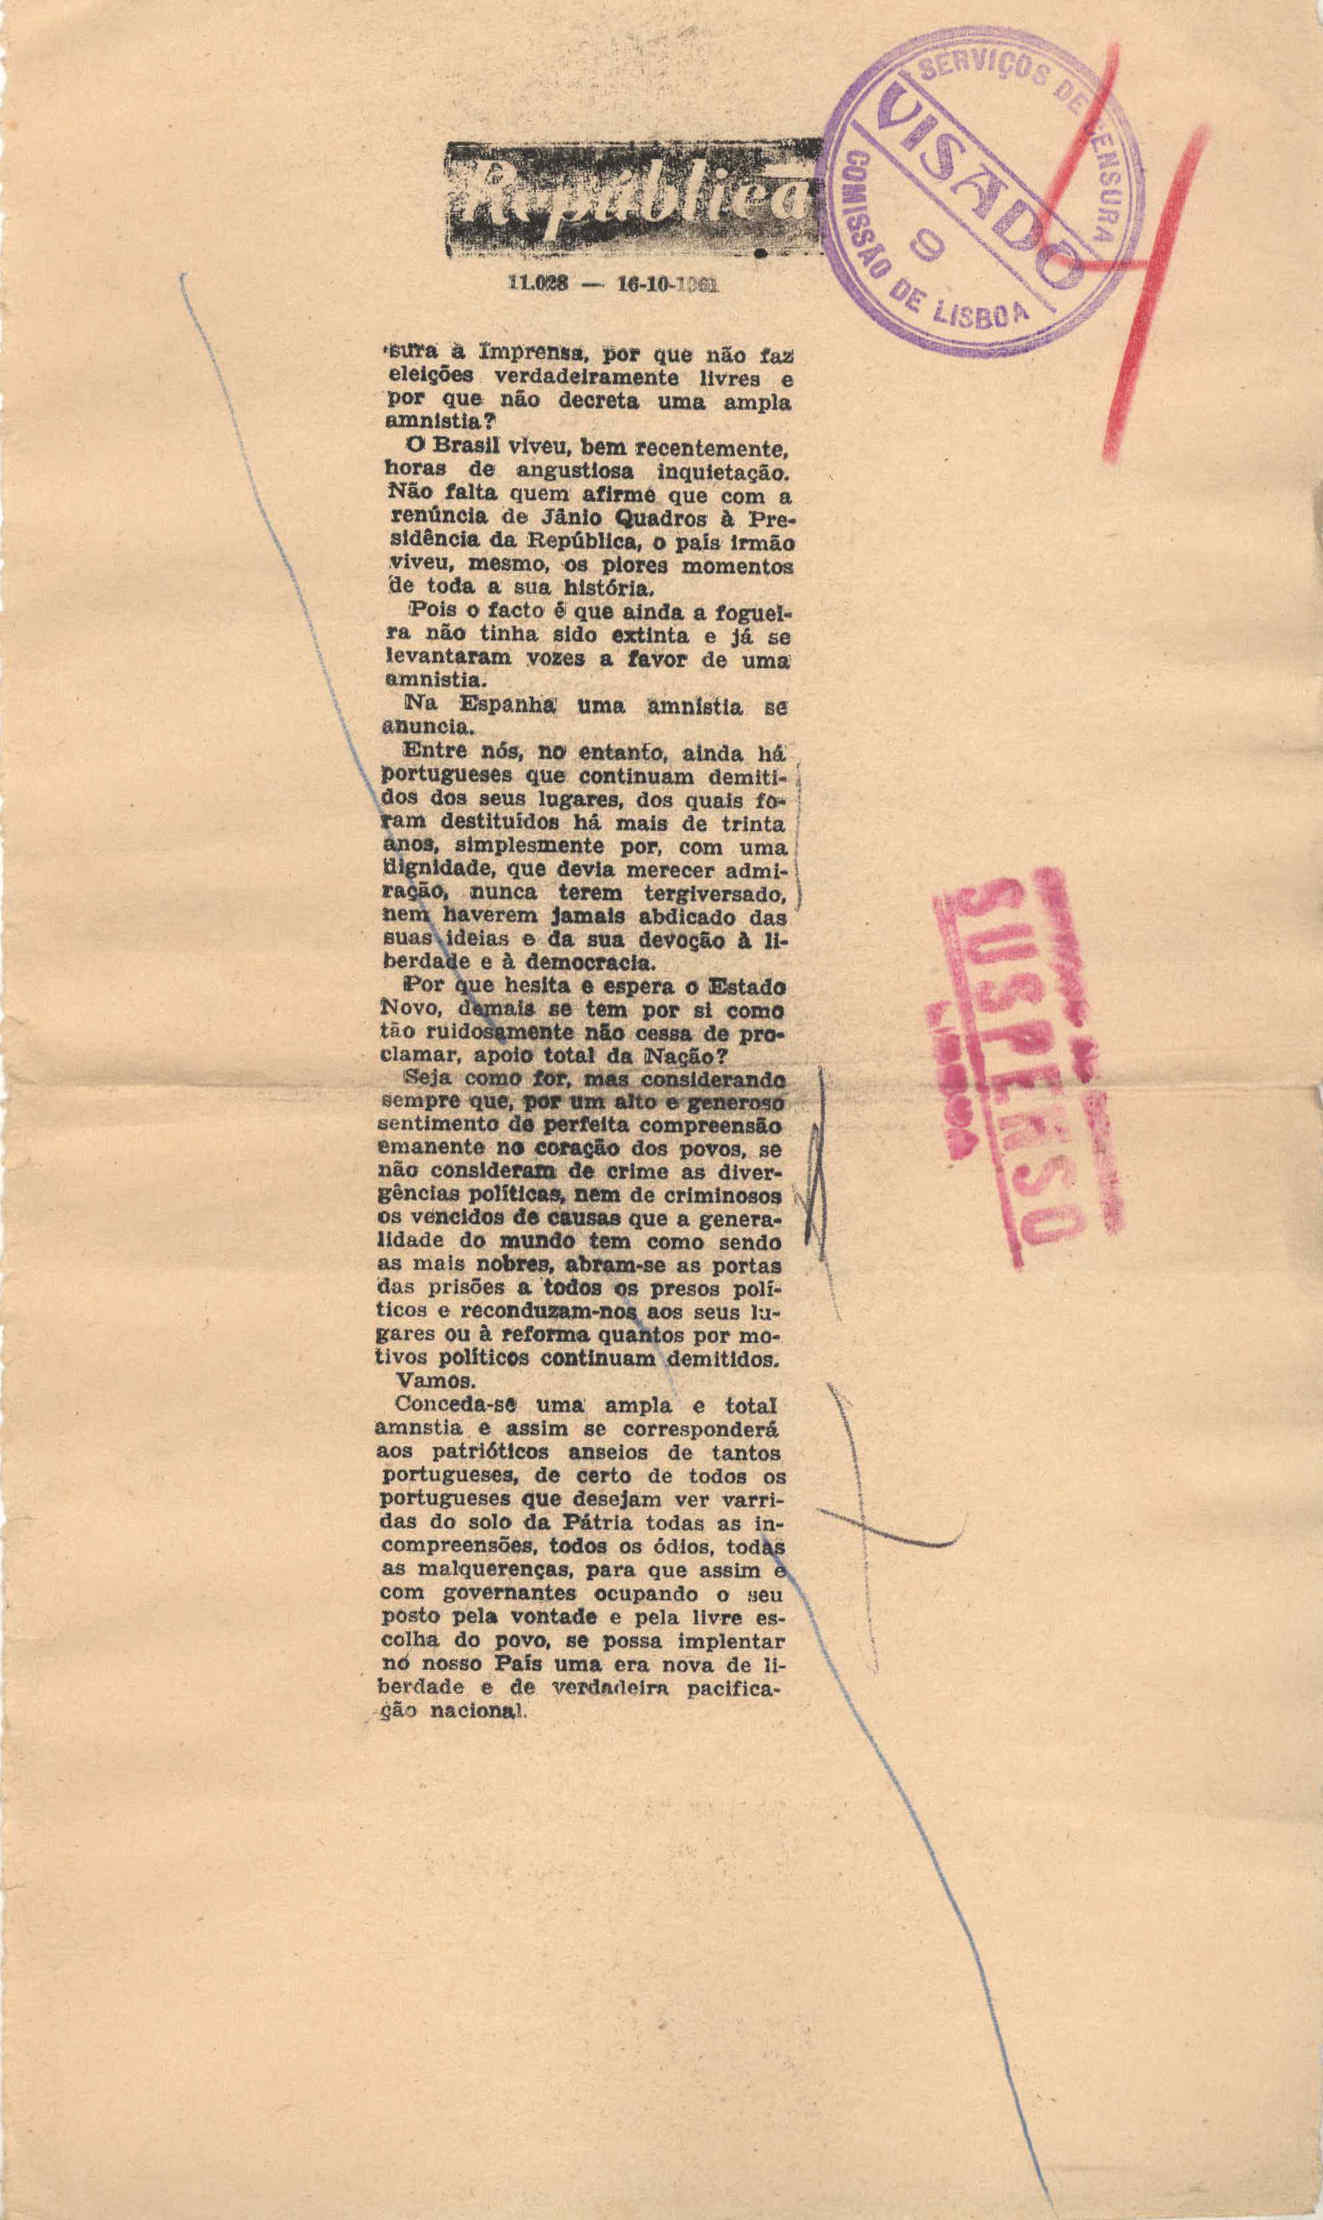 República
SERVIÇOS DE CENSURA
VISADO
9
COMISSÃO DE LISBOA
4
11.028 — 16-10-1961
sura à Imprensa, por que não faz
eleições verdadeiramente livres e
por que não decreta uma ampla
amnistia?
O Brasil viveu, bem recentemente,
horas de angustiosa inquietação.
Não falta quem afirme que com a
renúncia de Jânio Quadros à Pre-
sidência da República, o país irmão
viveu, mesmo, os piores momentos
de toda a sua história.
Pois o facto é que ainda a foguei-
ra não tinha sido extinta e já se
levantaram vozes a favor de uma
amnistia.
Na Espanha uma amnistia se
anuncia.
Entre nós, no entanto, ainda há
portugueses que continuam demiti-
dos dos seus lugares, dos quais fo-
ram destituídos há mais de trinta
anos, simplesmente por, com uma
dignidade, que devia merecer admi-
ração, nunca terem tergiversado,
nem haverem jamais abdicado das
suas ideias e da sua devoção à li-
berdade e à democracia.
Por que hesita e espera o Estado
Novo, demais se tem por si como
tão ruidosamente não cessa de pro-
clamar, apoio total da Nação?
Seja como for, mas considerando
sempre que, por um alto e generoso
sentimento de perfeita compreensão
emanente no coração dos povos, se
não consideram de crime as diver-
gências políticas, nem de criminosos
os vencidos de causas que a genera-
lidade do mundo tem como sendo
as mais nobres, abram-se as portas
das prisões a todos os presos polí-
ticos e reconduzam-nos aos seus lu-
gares ou à reforma quantos por mo-
tivos políticos continuam demitidos.
Vamos.
Conceda-se uma ampla e total
amnstia e assim se corresponderá
aos patrióticos anseios de tantos
portugueses, de certo de todos os
portugueses que desejam ver varri-
das do solo da Pátria todas as in-
compreensões, todos os ódios, todas
as malquerenças, para que assim e
com governantes ocupando o seu
posto pela vontade e pela livre es-
colha do povo, se possa implentar
no nosso País uma era nova de li-
berdade e de verdadeira pacifica-
ção nacional.
SUSPENSO